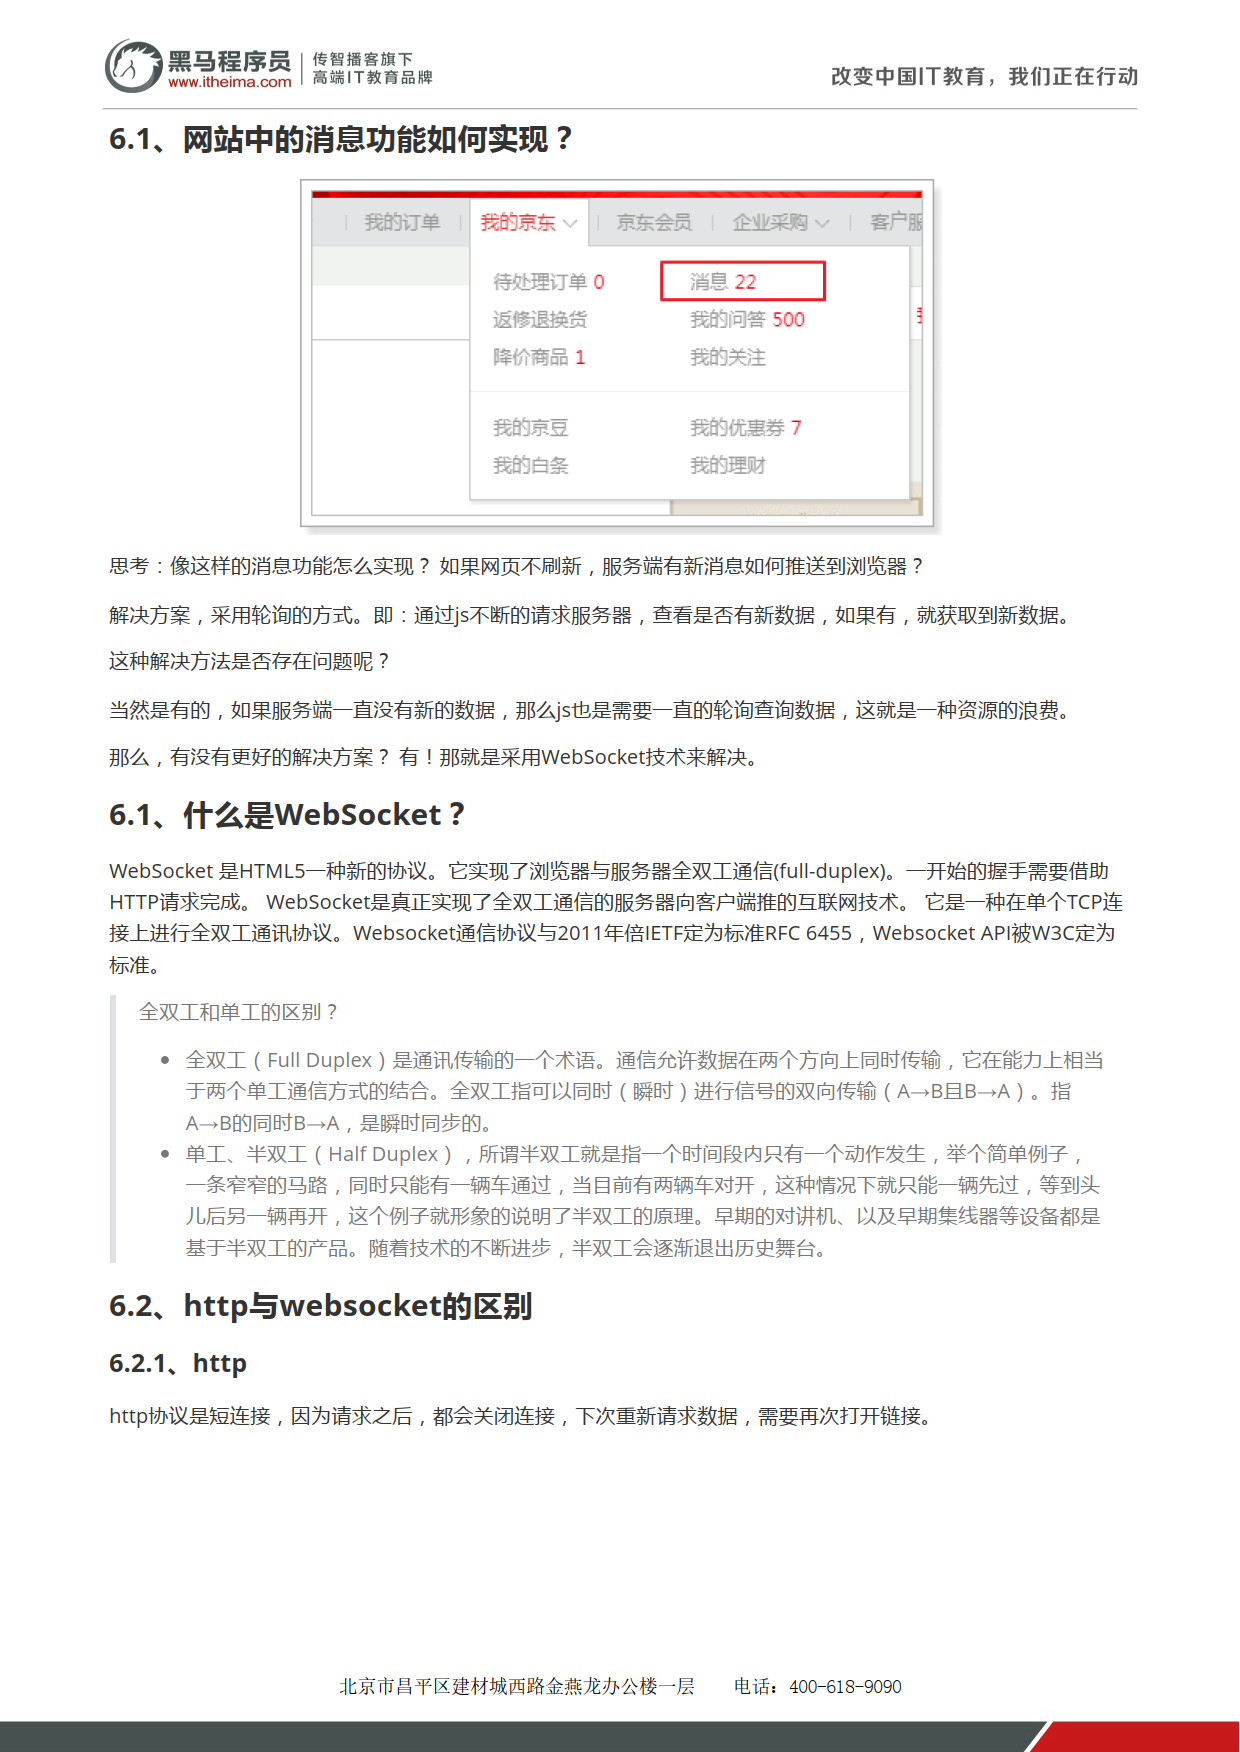 黑马程序员
www.itheima.com
传智播客旗下
高端IT教育品牌
改变中国IT教育，我们正在行动
6.1、网站中的消息功能如何实现？
我的订单 我的京东 京东会员 企业采购 客户服
待处理订单 0 消息 22
返修退换货 我的问答 500
降价商品 1 我的关注
我的京豆 我的优惠券 7
我的白条 我的理财
思考：像这样的消息功能怎么实现？ 如果网页不刷新，服务端有新消息如何推送到浏览器？
解决方案，采用轮询的方式。即：通过js不断的请求服务器，查看是否有新数据，如果有，就获取到新数据。
这种解决方法是否存在问题呢？
当然是有的，如果服务端一直没有新的数据，那么js也是需要一直的轮询查询数据，这就是一种资源的浪费。
那么，有没有更好的解决方案？ 有！那就是采用WebSocket技术来解决。
6.1、什么是WebSocket？
WebSocket 是HTML5一种新的协议。它实现了浏览器与服务器全双工通信(full-duplex)。一开始的握手需要借助
HTTP请求完成。 WebSocket是真正实现了全双工通信的服务器向客户端推的互联网技术。 它是一种在单个TCP连
接上进行全双工通讯协议。Websocket通信协议与2011年倍IETF定为标准RFC 6455，Websocket API被W3C定为
标准。
全双工和单工的区别？
• 全双工（Full Duplex）是通讯传输的一个术语。通信允许数据在两个方向上同时传输，它在能力上相当
于两个单工通信方式的结合。全双工指可以同时（瞬时）进行信号的双向传输（A→B且B→A）。指
A→B的同时B→A，是瞬时同步的。
• 单工、半双工（Half Duplex），所谓半双工就是指一个时间段内只有一个动作发生，举个简单例子，
一条窄窄的马路，同时只能有一辆车通过，当目前有两辆车对开，这种情况下就只能一辆先过，等到头
儿后另一辆再开，这个例子就形象的说明了半双工的原理。早期的对讲机、以及早期集线器等设备都是
基于半双工的产品。随着技术的不断进步，半双工会逐渐退出历史舞台。
6.2、http与websocket的区别
6.2.1、http
http协议是短连接，因为请求之后，都会关闭连接，下次重新请求数据，需要再次打开链接。
北京市昌平区建材城西路金燕龙办公楼一层 电话：400-618-9090